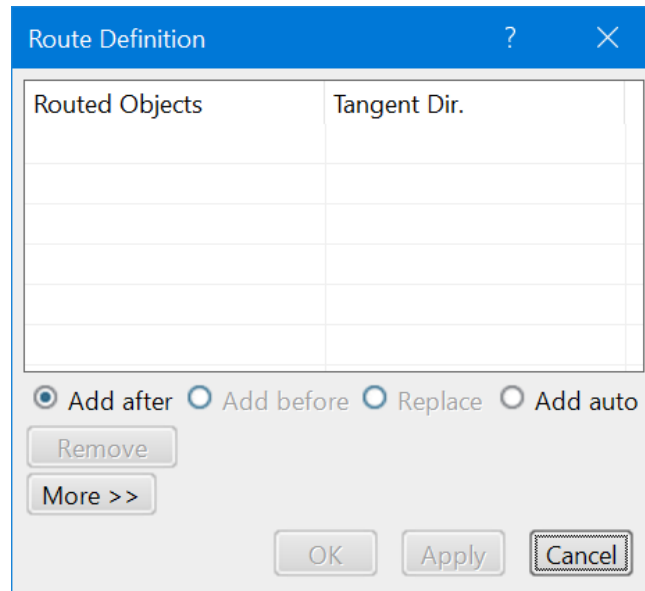 Route Definition ?
Routed Objects Tangent Dir.
Add after Add before Replace Add auto
Remove
More >>
OK Apply Cancel